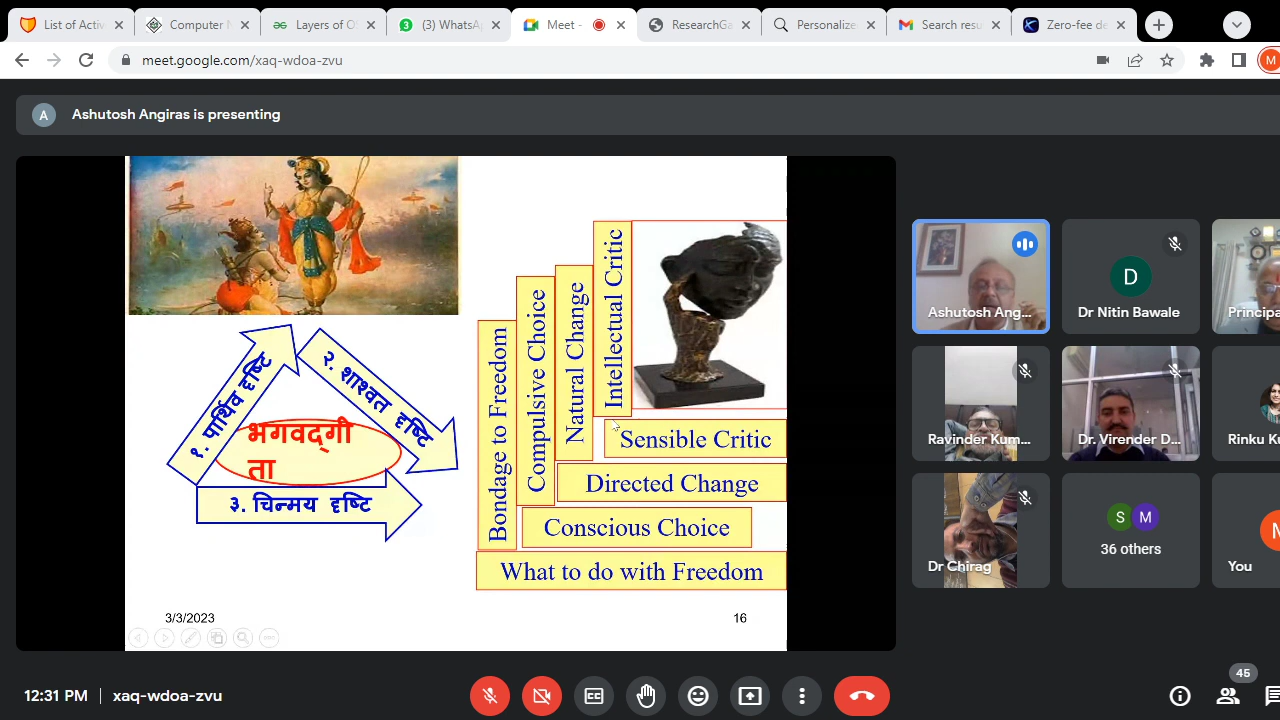 List of Activ
Computer N
Layers of OS
(3) WhatsAp
Meet -
ResearchGa
Personalize
Search resu
Zero-fee de
meet.google.com/xaq-wdoa-zvu
M
A
Ashutosh Angiras is presenting
१. पार्थिव दृष्टि
२. शाश्वत दृष्टि
भगवद्गी
ता
३. चिन्मय दृष्टि
Bondage to Freedom
Compulsive Choice
Natural Change
Intellectual Critic
Sensible Critic
Directed Change
Conscious Choice
What to do with Freedom
3/3/2023
16
Ashutosh Ang...
D
Dr Nitin Bawale
Principa
Ravinder Kum...
Dr. Virender D...
Rinku Ku
Dr Chirag
S M
36 others
You
12:31 PM | xaq-wdoa-zvu
45